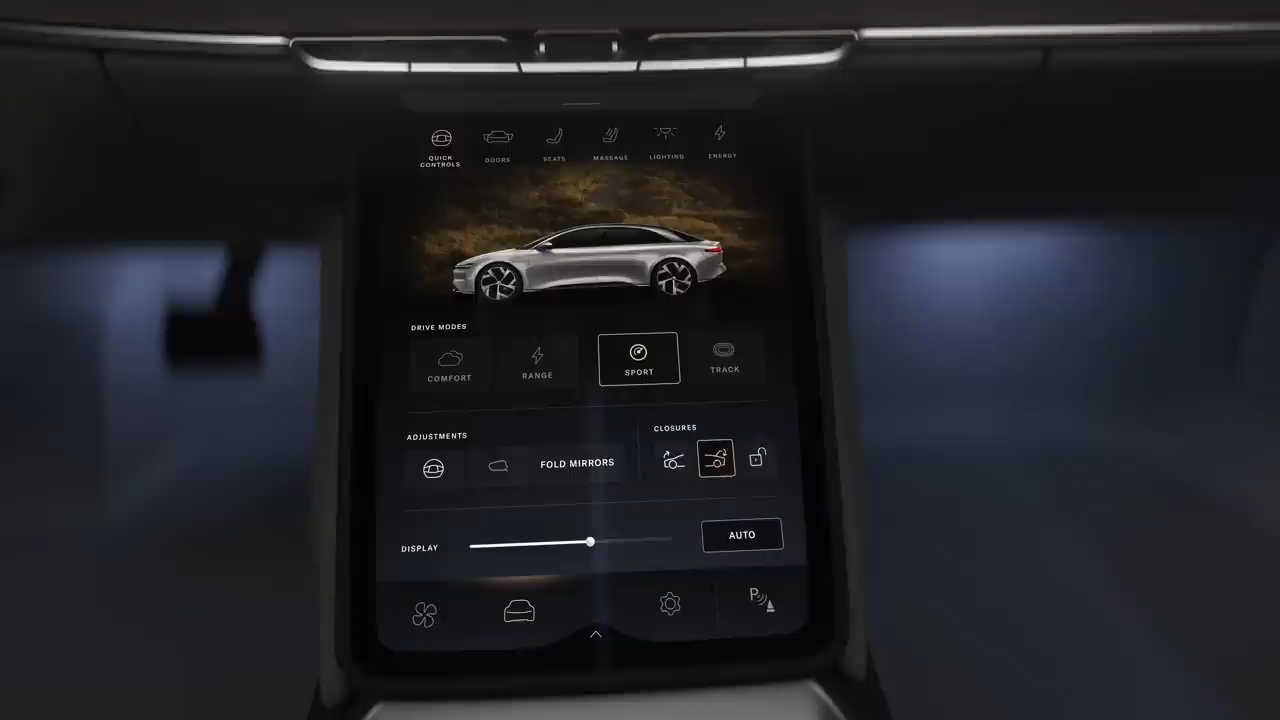 QUICK
CONTROLS
DOORS
SEATS
MASSAGE
LIGHTING
ENERGY
DRIVE MODES
COMFORT
RANGE
SPORT
TRACK
ADJUSTMENTS
FOLD MIRRORS
CLOSURES
DISPLAY
AUTO
P